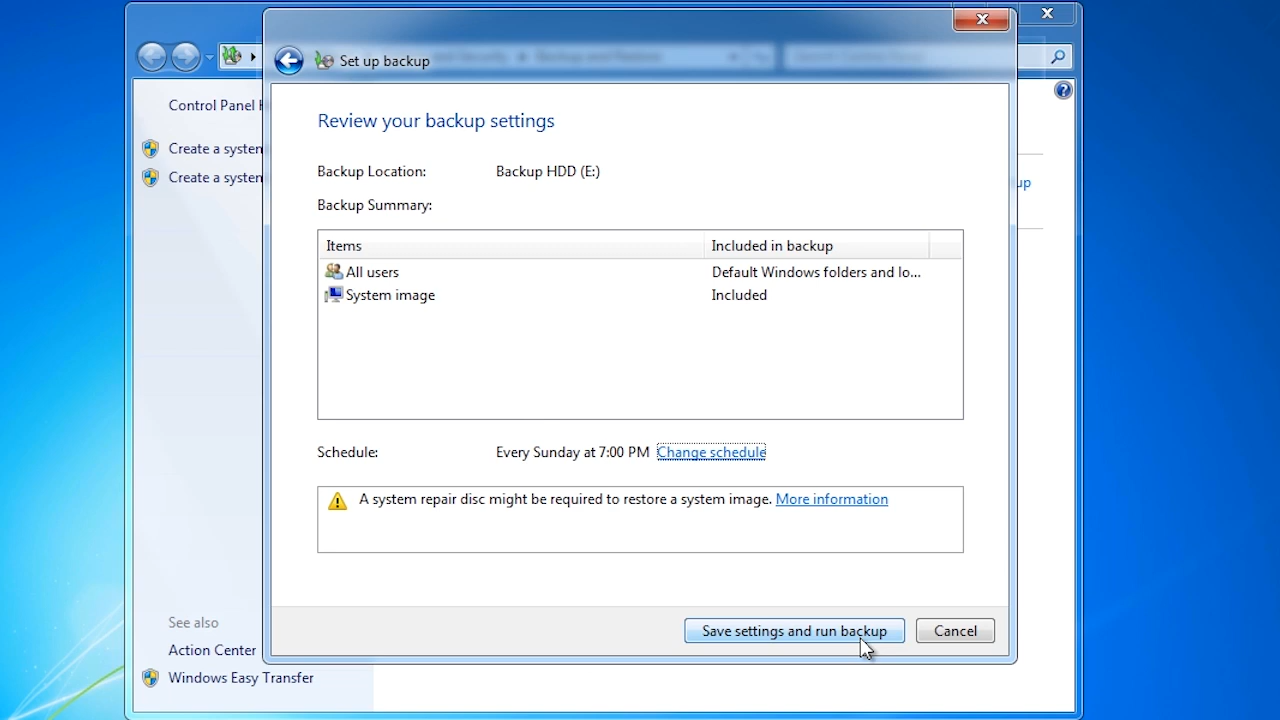 Set up backup
Control Panel
Create a system
Create a system
up
Review your backup settings
Backup Location: Backup HDD (E:)
Backup Summary:
Items Included in backup
All users Default Windows folders and lo...
System image Included
Schedule: Every Sunday at 7:00 PM Change schedule
A system repair disc might be required to restore a system image. More information
Save settings and run backup Cancel
See also
Action Center
Windows Easy Transfer